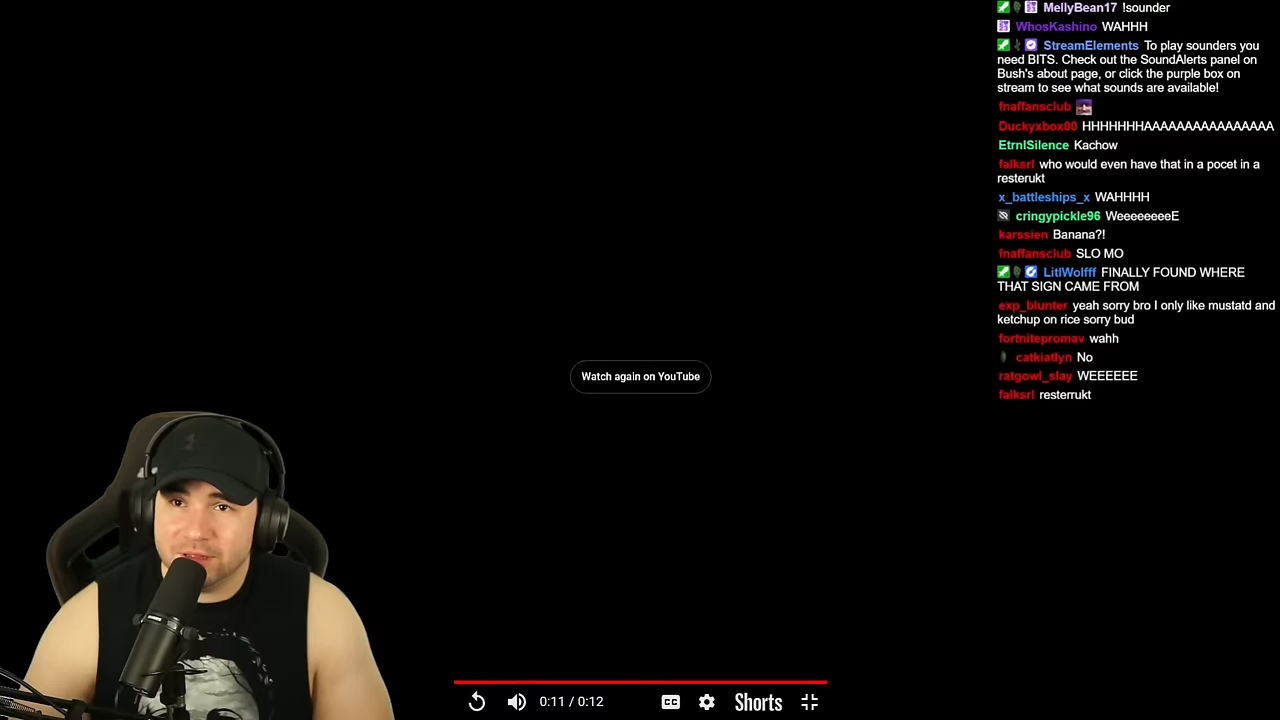 MellyBean17 !sounder
WhosKashino WAHHH
StreamElements To play sounders you
need BITS. Check out the SoundAlerts panel on
Bush's about page, or click the purple box on
stream to see what sounds are available!
fnaffansclub
Duckyxbox00 HHHHHHHAAAAAAAAAAAAAAAA
EtrnlSilence Kachow
falksrl who would even have that in a pocet in a
resterukt
x_battleships_x WAHHHH
cringypickle96 WeeeeeeeeE
karssien Banana?!
fnaffansclub SLO MO
LitlWolfff FINALLY FOUND WHERE
THAT SIGN CAME FROM
exp_blunter yeah sorry bro I only like mustatd and
ketchup on rice sorry bud
fortnitepromav wahh
catkiatlyn No
Watch again on YouTube
ratgowl_slay WEEEEEE
falksrl resterrukt
0:11 / 0:12
CC
Shorts